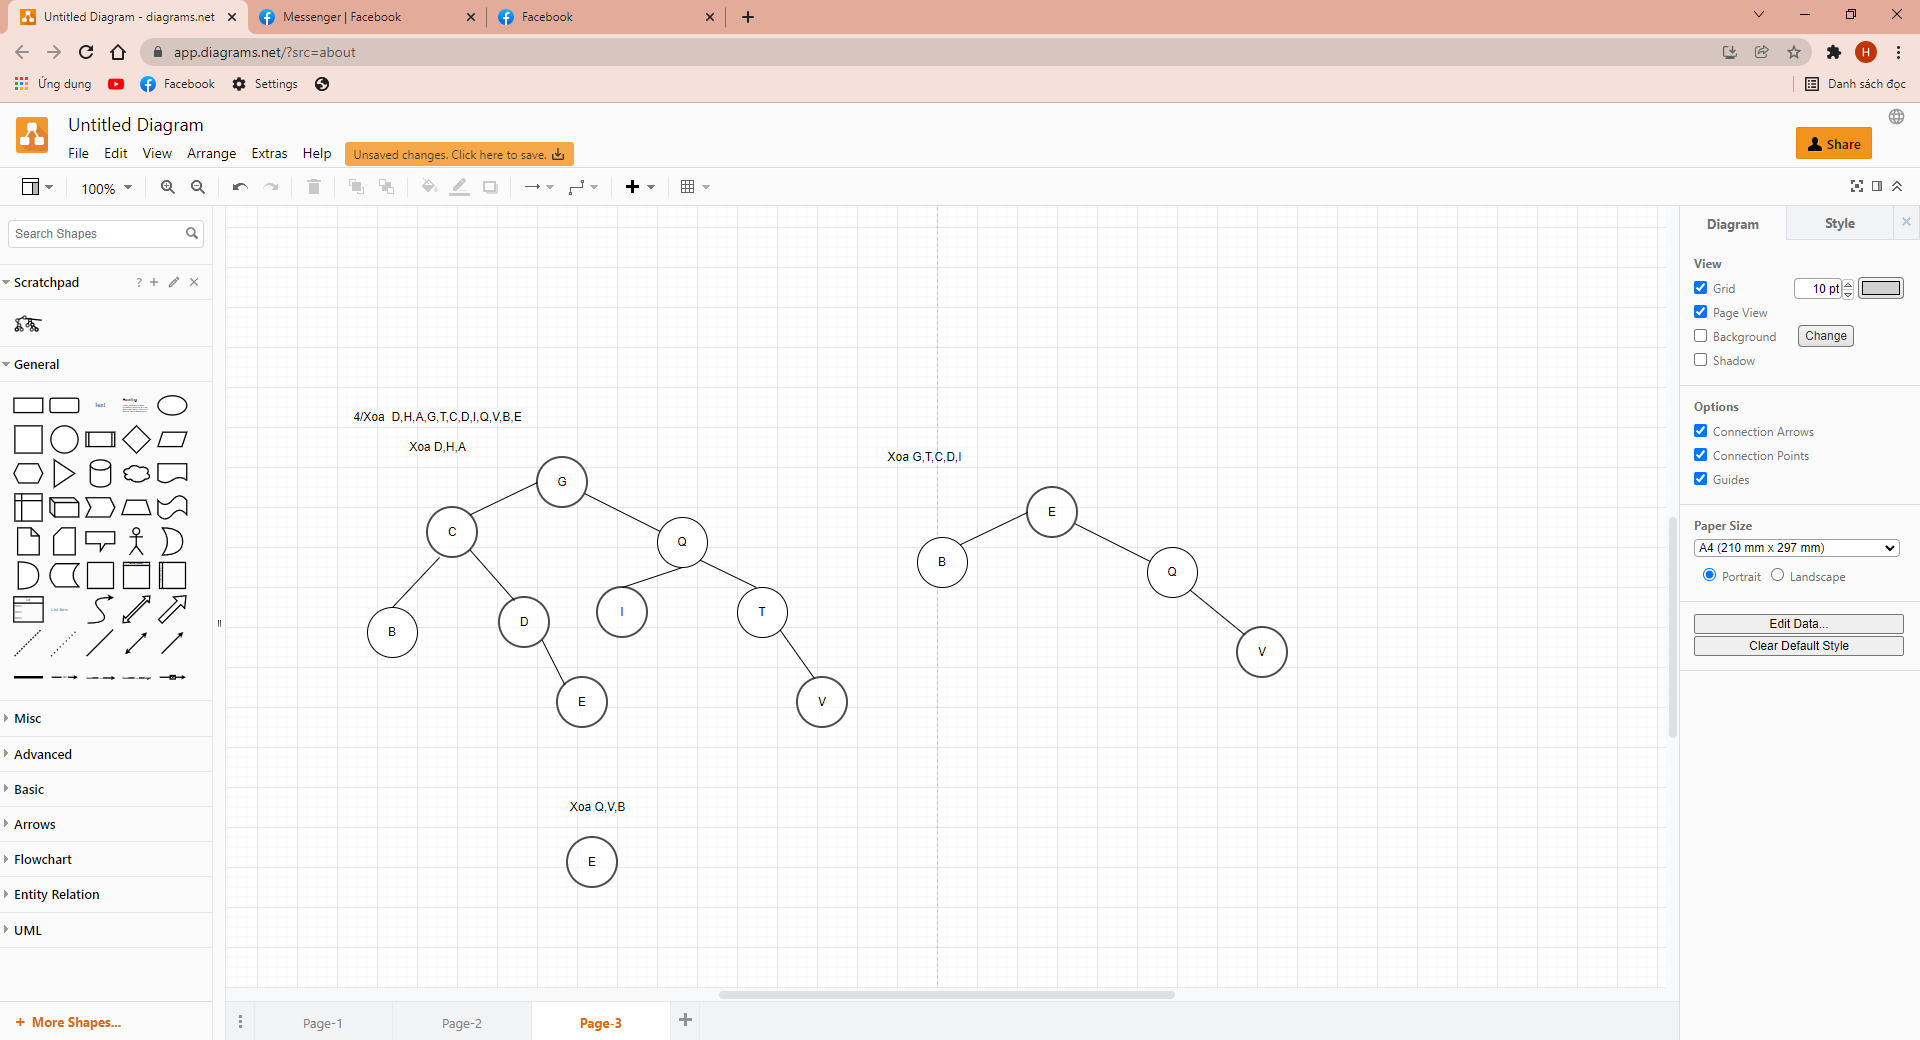 Untitled Diagram - diagrams.net
Messenger | Facebook
Facebook
app.diagrams.net/?src=about
H
Ứng dụng
Facebook
Settings
Danh sách đọc
Untitled Diagram
File Edit View Arrange Extras Help
Unsaved changes. Click here to save.
Share
100%
Search Shapes
Scratchpad
?
General
Text
Heading
List Item
Misc
Advanced
Basic
Arrows
Flowchart
Entity Relation
UML
+ More Shapes...
4/Xoa D,H,A,G,T,C,D,I,Q,V,B,E
Xoa D,H,A
G
C
Q
B
D
I
T
E
V
Xoa G,T,C,D,I
E
B
Q
V
Xoa Q,V,B
E
Page-1
Page-2
Page-3
Diagram
Style
View
Grid
10 pt
Page View
Background
Change
Shadow
Options
Connection Arrows
Connection Points
Guides
Paper Size
A4 (210 mm x 297 mm)
Portrait
Landscape
Edit Data...
Clear Default Style